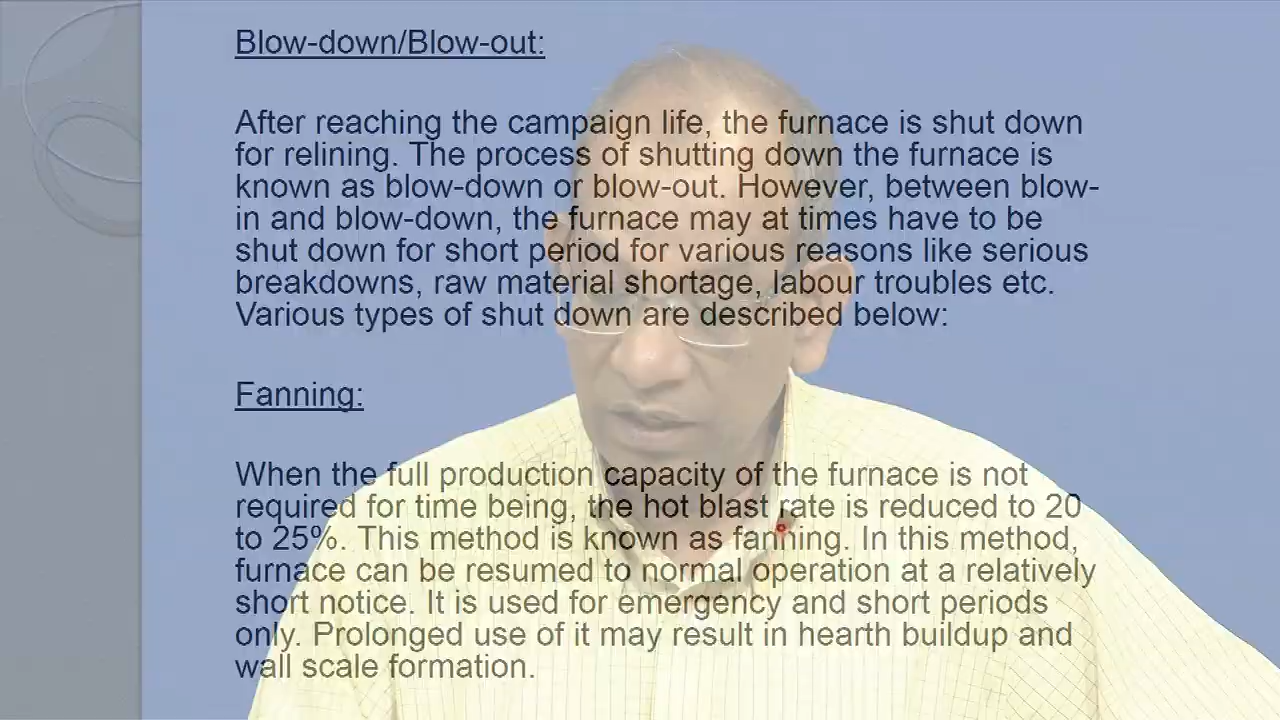 Blow-down/Blow-out:
After reaching the campaign life, the furnace is shut down
for relining. The process of shutting down the furnace is
known as blow-down or blow-out. However, between blow-
in and blow-down, the furnace may at times have to be
shut down for short period for various reasons like serious
breakdowns, raw material shortage, labour troubles etc.
Various types of shut down are described below:
Fanning:
When the full production capacity of the furnace is not
required for time being, the hot blast rate is reduced to 20
to 25%. This method is known as fanning. In this method,
furnace can be resumed to normal operation at a relatively
short notice. It is used for emergency and short periods
only. Prolonged use of it may result in hearth buildup and
wall scale formation.